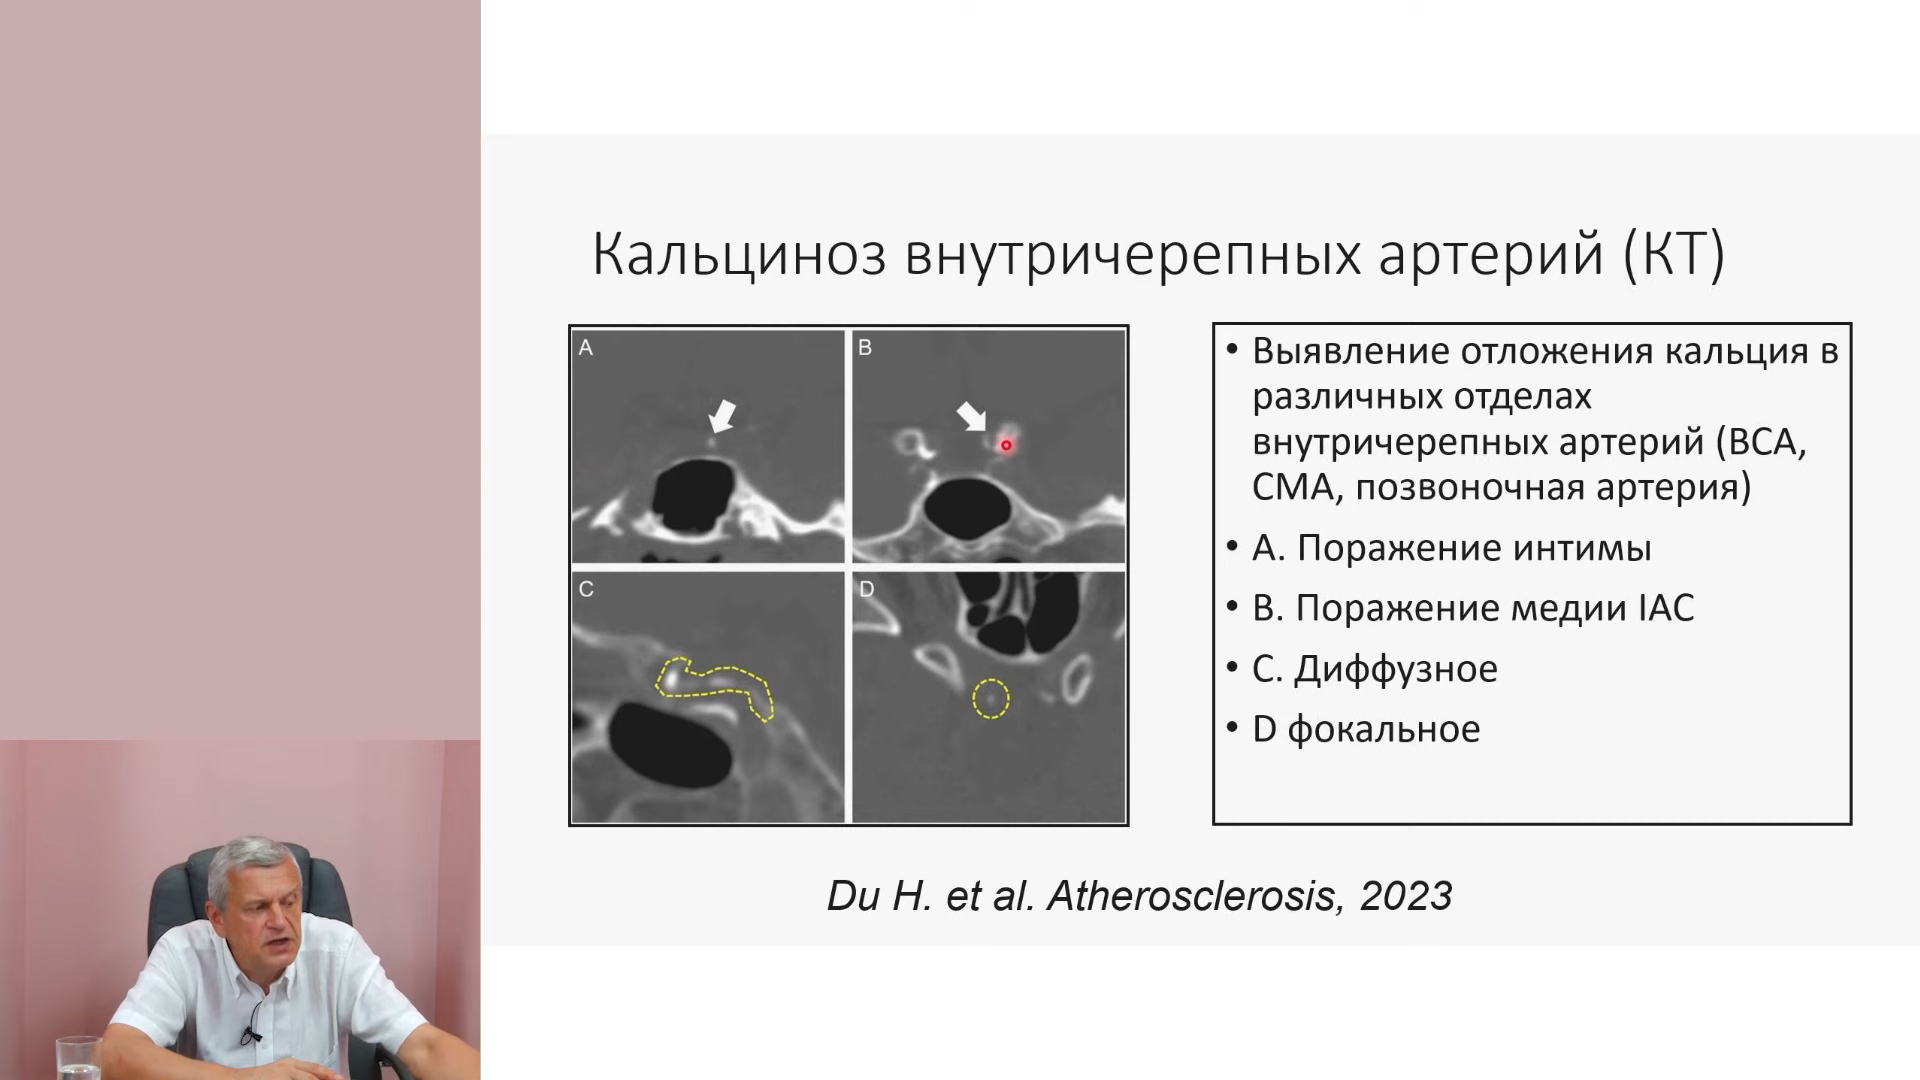 Кальциноз внутричерепных артерий (КТ)
A
B
C
D
• Выявление отложения кальция в
различных отделах
внутричерепных артерий (ВСА,
СМА, позвоночная артерия)
• А. Поражение интимы
• В. Поражение медии IAC
• С. Диффузное
• D фокальное
Du H. et al. Atherosclerosis, 2023